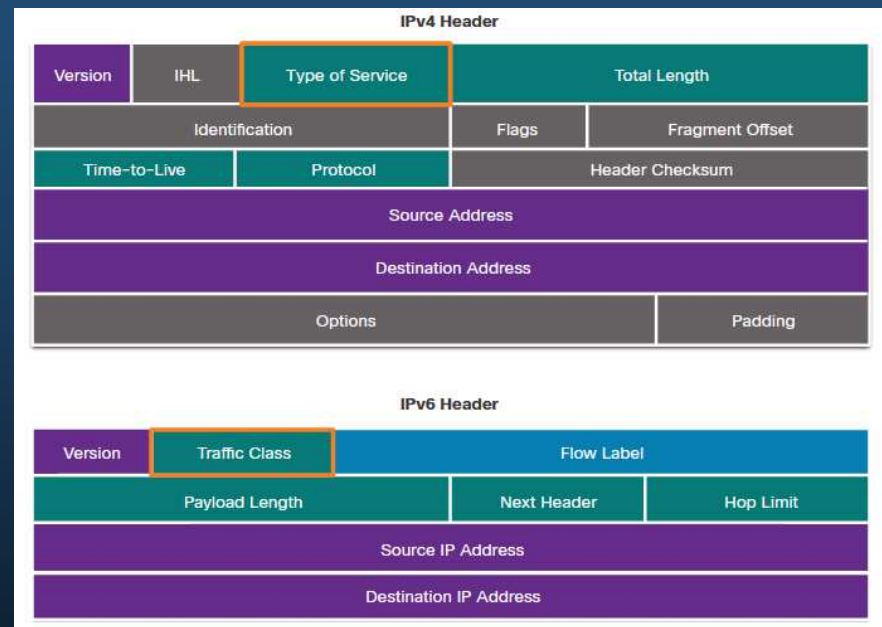 IPv4 Header
Version IHL Type of Service Total Length
Identification Flags Fragment Offset
Time-to-Live Protocol Header Checksum
Source Address
Destination Address
Options Padding
IPv6 Header
Version Traffic Class Flow Label
Payload Length Next Header Hop Limit
Source IP Address
Destination IP Address